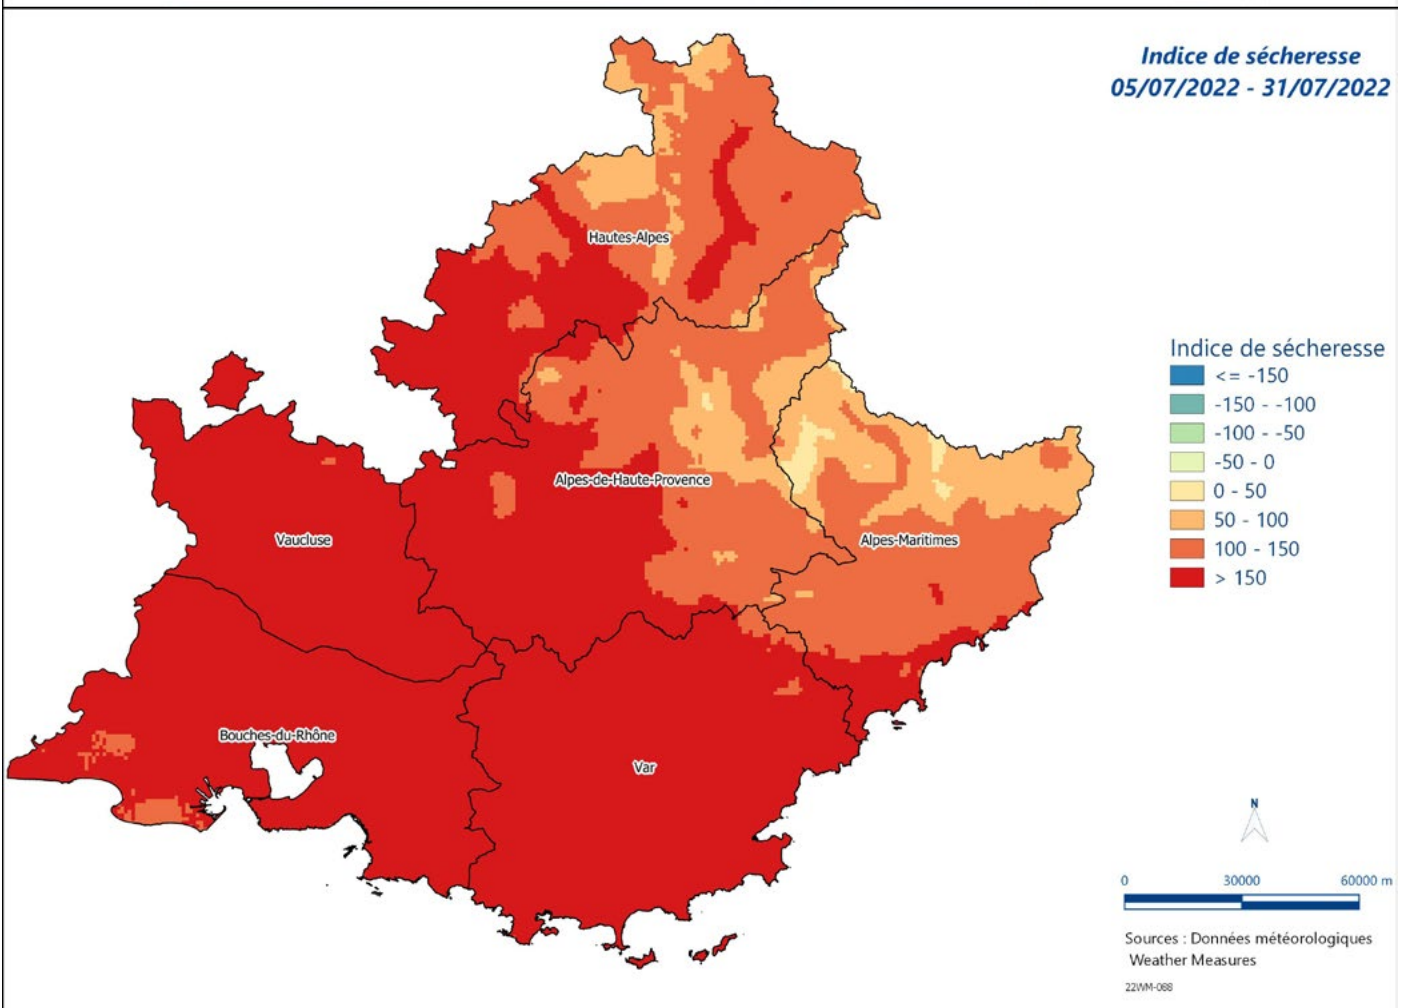 Indice de sécheresse
05/07/2022 - 31/07/2022
Hautes-Alpes
Alpes-de-Haute-Provence
Vaucluse
Alpes-Maritimes
Bouches-du-Rhône
Var
Indice de sécheresse
<= -150
-150 - -100
-100 - -50
-50 - 0
0 - 50
50 - 100
100 - 150
> 150
N
0 30000 60000 m
Sources : Données météorologiques
Weather Measures
22WM-088